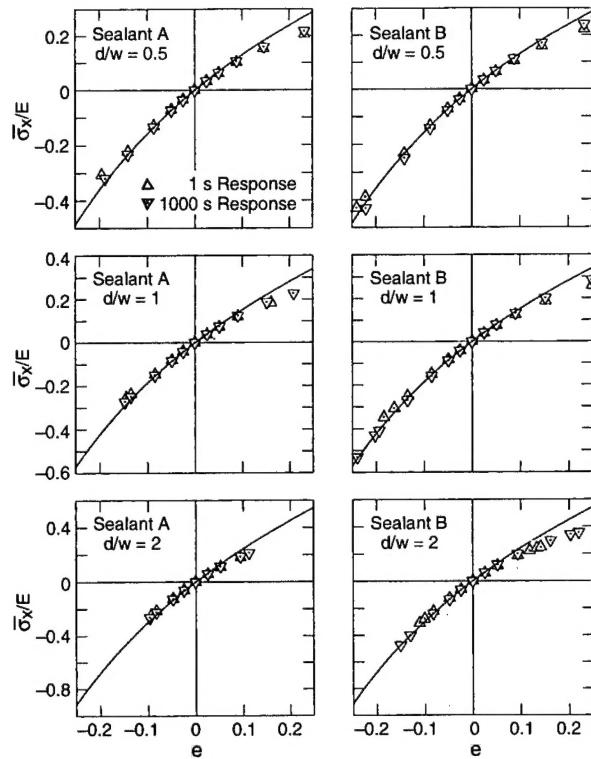 Sealant A
d/w = 0.5
0.2
0
−0.2
−0.4
σ̅x/E
△ 1 s Response
▽ 1000 s Response
Sealant B
d/w = 0.5
Sealant A
d/w = 1
0.4
0.2
0
−0.2
−0.4
−0.6
σ̅x/E
Sealant B
d/w = 1
Sealant A
d/w = 2
0.4
0
−0.4
−0.8
σ̅x/E
−0.2 −0.1 0 0.1 0.2
e
Sealant B
d/w = 2
−0.2 −0.1 0 0.1 0.2
e